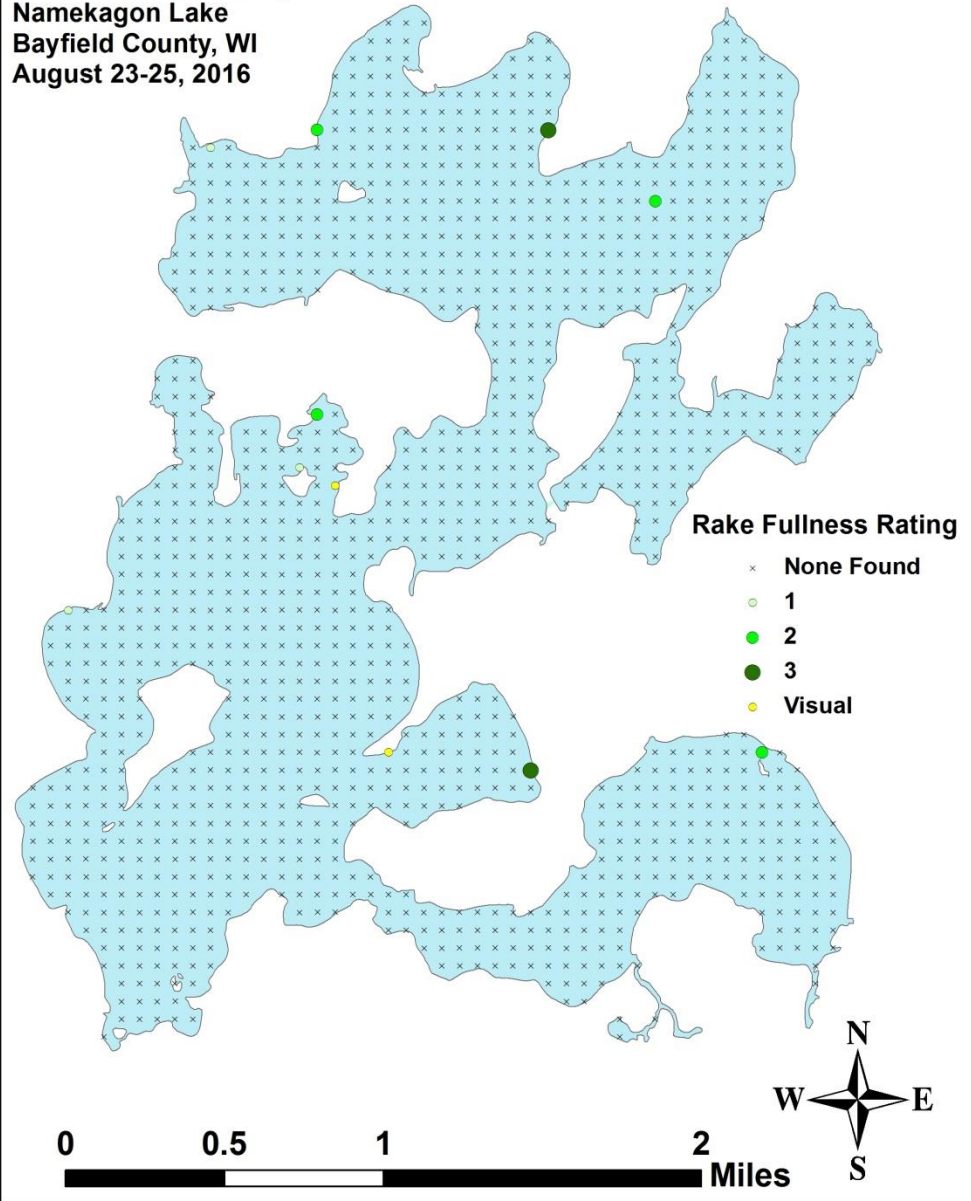 Namekagon Lake
Bayfield County, WI
August 23-25, 2016
Rake Fullness Rating
None Found
1
2
3
Visual
N
W E
S
0 0.5 1 2
Miles